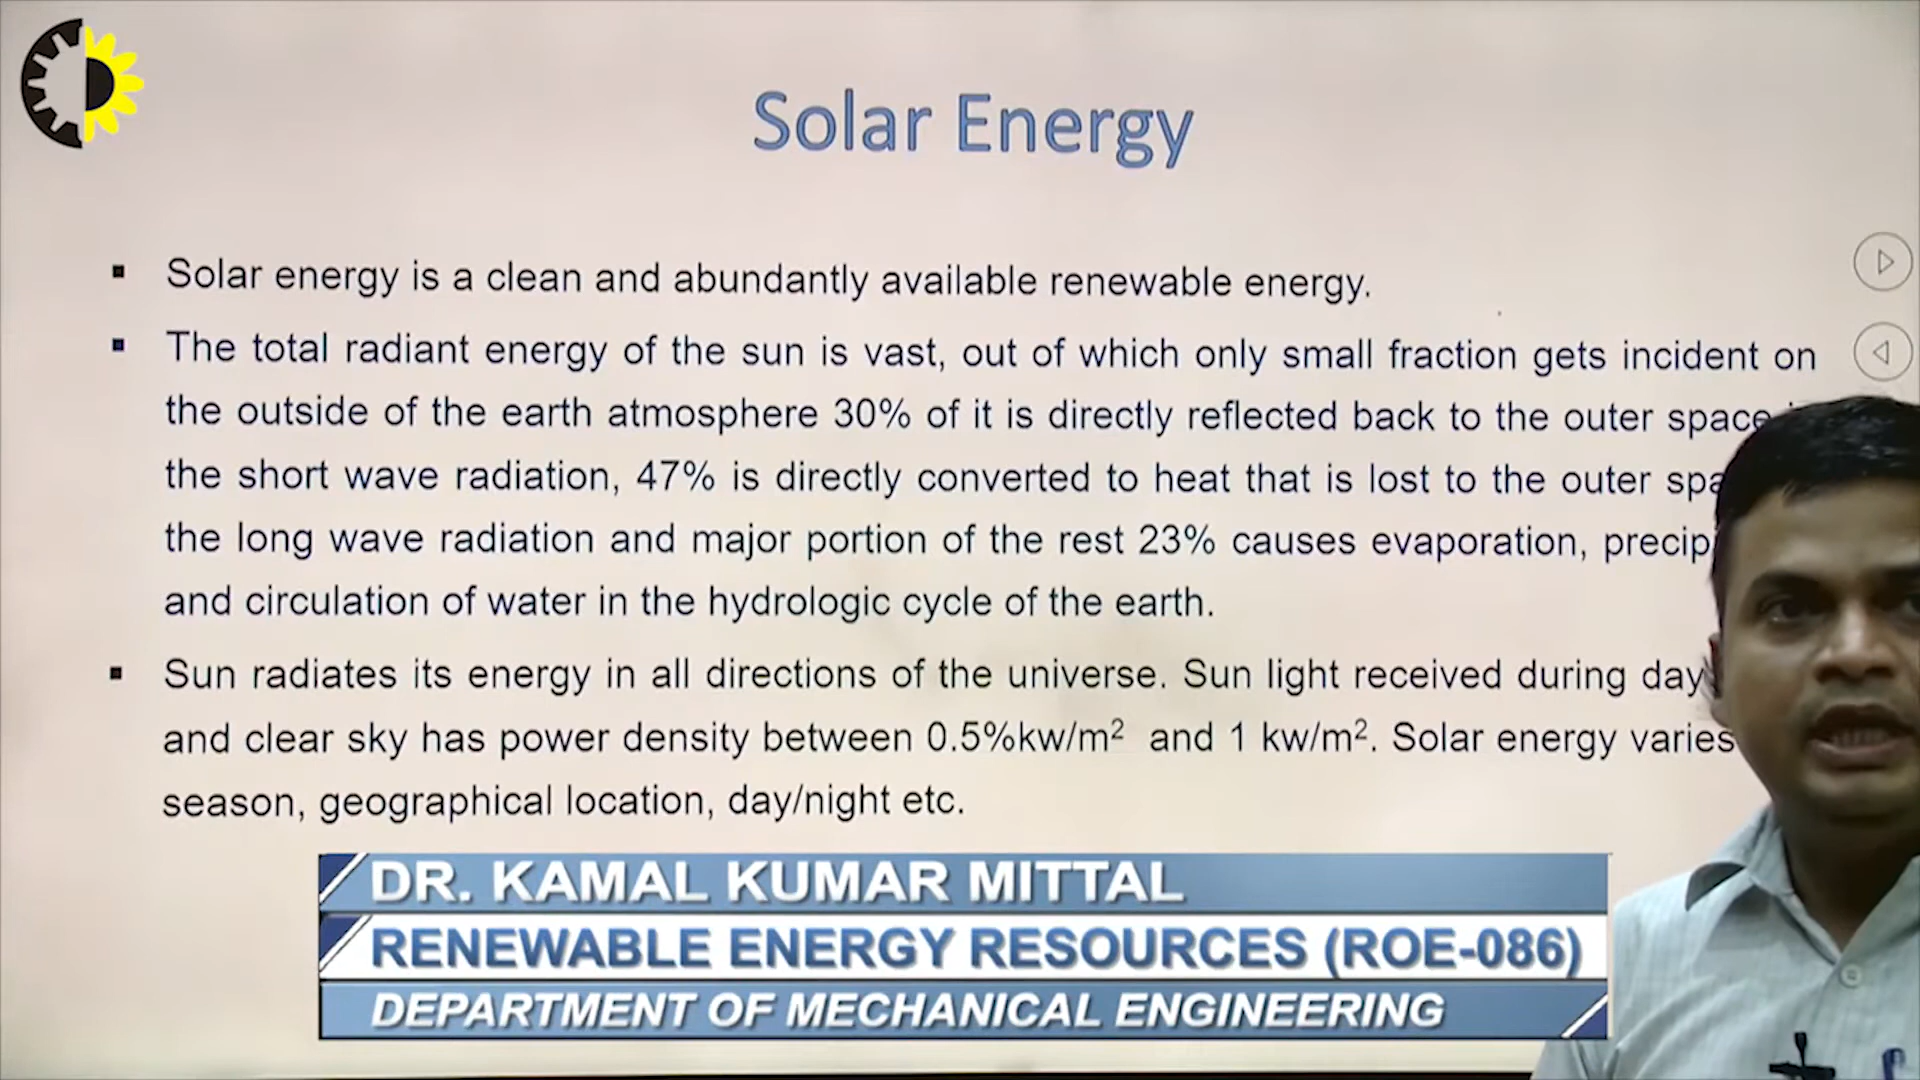 Solar Energy
▪ Solar energy is a clean and abundantly available renewable energy.
▪ The total radiant energy of the sun is vast, out of which only small fraction gets incident on
the outside of the earth atmosphere 30% of it is directly reflected back to the outer space
the short wave radiation, 47% is directly converted to heat that is lost to the outer
the long wave radiation and major portion of the rest 23% causes evaporation,
and circulation of water in the hydrologic cycle of the earth.
▪ Sun radiates its energy in all directions of the universe. Sun light received during day
and clear sky has power density between 0.5%kw/m² and 1 kw/m². Solar energy varies
season, geographical location, day/night etc.
DR. KAMAL KUMAR MITTAL
RENEWABLE ENERGY RESOURCES (ROE-086)
DEPARTMENT OF MECHANICAL ENGINEERING